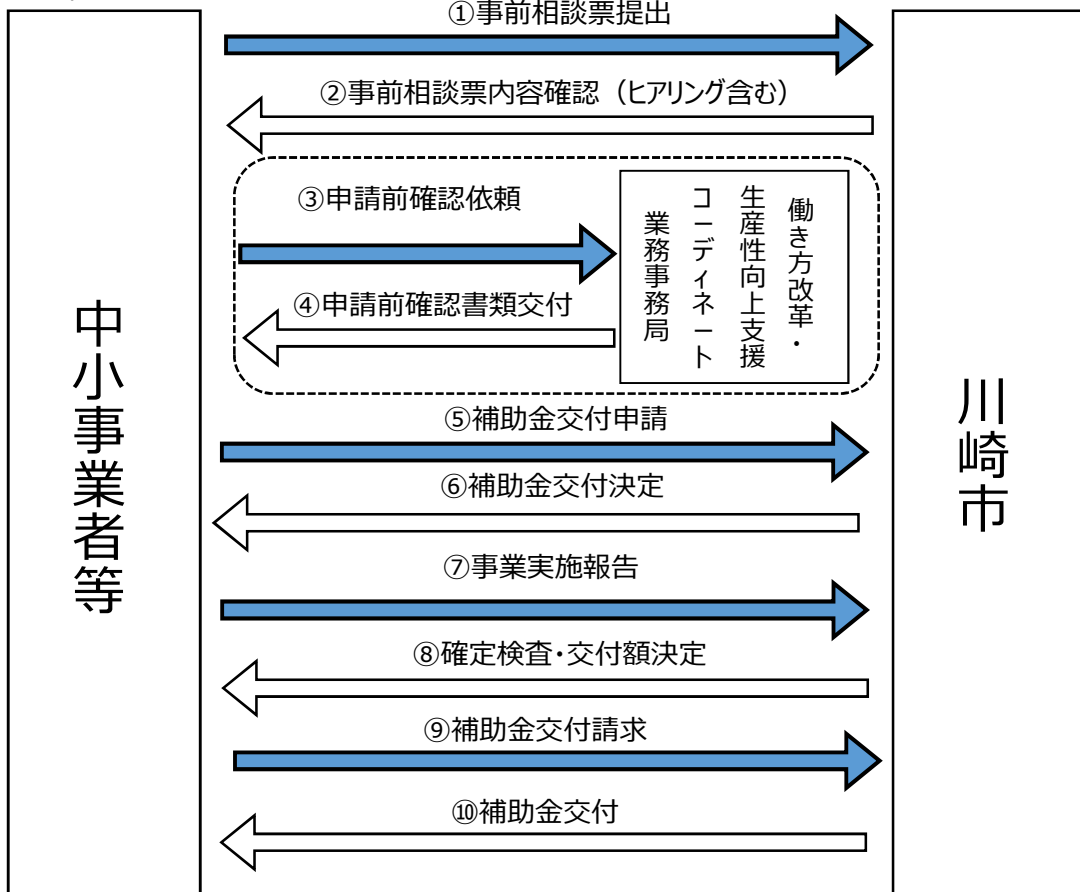 ①事前相談票提出
②事前相談票内容確認（ヒアリング含む）
③申請前確認依頼
働き方改革・
生産性向上支援
コーディネート
業務事務局
④申請前確認書類交付
中小事業者等
川崎市
⑤補助金交付申請
⑥補助金交付決定
⑦事業実施報告
⑧確定検査・交付額決定
⑨補助金交付請求
⑩補助金交付